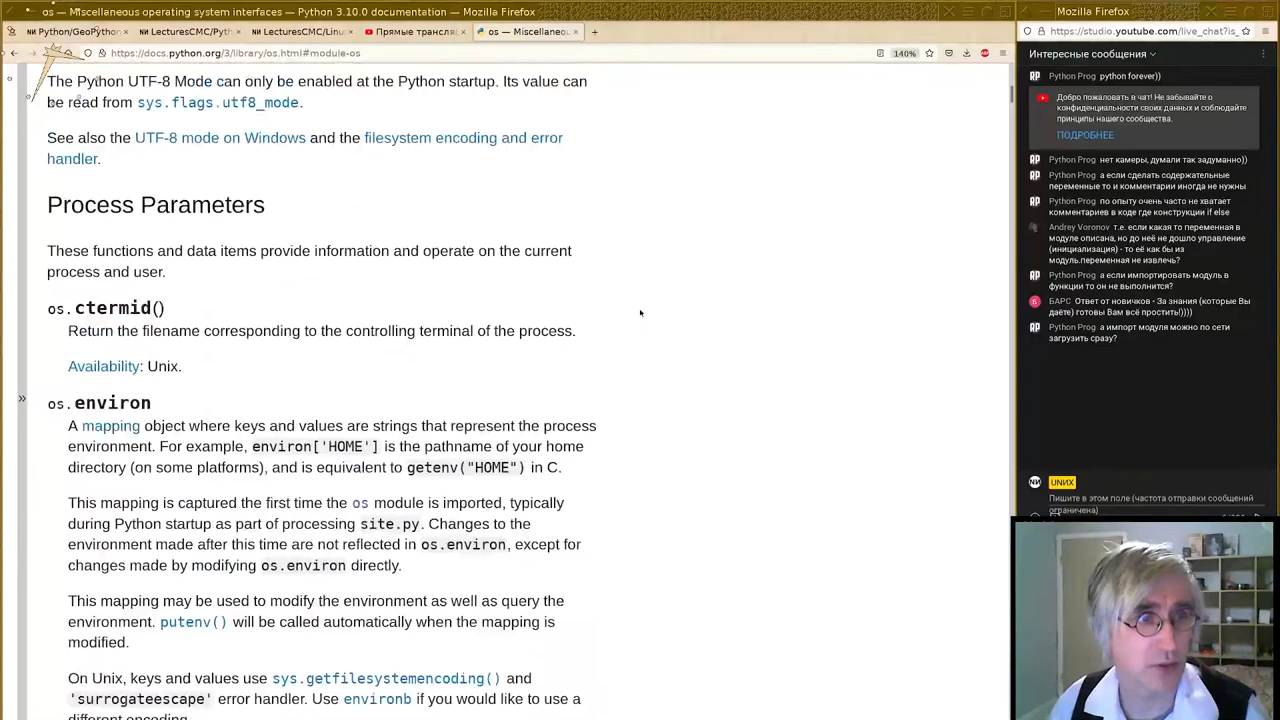 os — Miscellaneous operating system interfaces — Python 3.10.0 documentation — Mozilla Firefox
Mozilla Firefox
Python/GeoPython
LecturesCMC/Pyth
LecturesCMC/Linux
Прямые трансля
os — Miscellaneous
https://docs.python.org/3/library/os.html#module-os
140%
https://studio.youtube.com/live_chat?is_
The Python UTF-8 Mode can only be enabled at the Python startup. Its value can
be read from sys.flags.utf8_mode.
See also the UTF-8 mode on Windows and the filesystem encoding and error
handler.
Process Parameters
These functions and data items provide information and operate on the current
process and user.
os.ctermid()
Return the filename corresponding to the controlling terminal of the process.
Availability: Unix.
os.environ
A mapping object where keys and values are strings that represent the process
environment. For example, environ['HOME'] is the pathname of your home
directory (on some platforms), and is equivalent to getenv("HOME") in C.
This mapping is captured the first time the os module is imported, typically
during Python startup as part of processing site.py. Changes to the
environment made after this time are not reflected in os.environ, except for
changes made by modifying os.environ directly.
This mapping may be used to modify the environment as well as query the
environment. putenv() will be called automatically when the mapping is
modified.
On Unix, keys and values use sys.getfilesystemencoding() and
'surrogateescape' error handler. Use environb if you would like to use a
different encoding.
Интересные сообщения
Python Prog python forever))
Добро пожаловать в чат! Не забывайте о
конфиденциальности своих данных и соблюдайте
принципы нашего сообщества.
ПОДРОБНЕЕ
Python Prog нет камеры, думали так задуманно))
Python Prog а если сделать содержательные
переменные то и комментарии иногда не нужны
Python Prog по опыту очень часто не хватает
комментариев в коде где конструкции if else
Andrey Voronov т.е. если какая то переменная в
модуле описана, но до неё не дошло управление
(инициализация) - то её как бы из
модуль.переменная не извлечь?
Python Prog а если импортировать модуль в
функции то он не выполнится?
БАРС Ответ от новичков - За знания (которые Вы
даёте) готовы Вам всё простить!))))
Python Prog а импорт модуля можно по сети
загрузить сразу?
UNИX
Пишите в этом поле (частота отправки сообщений
ограничена)